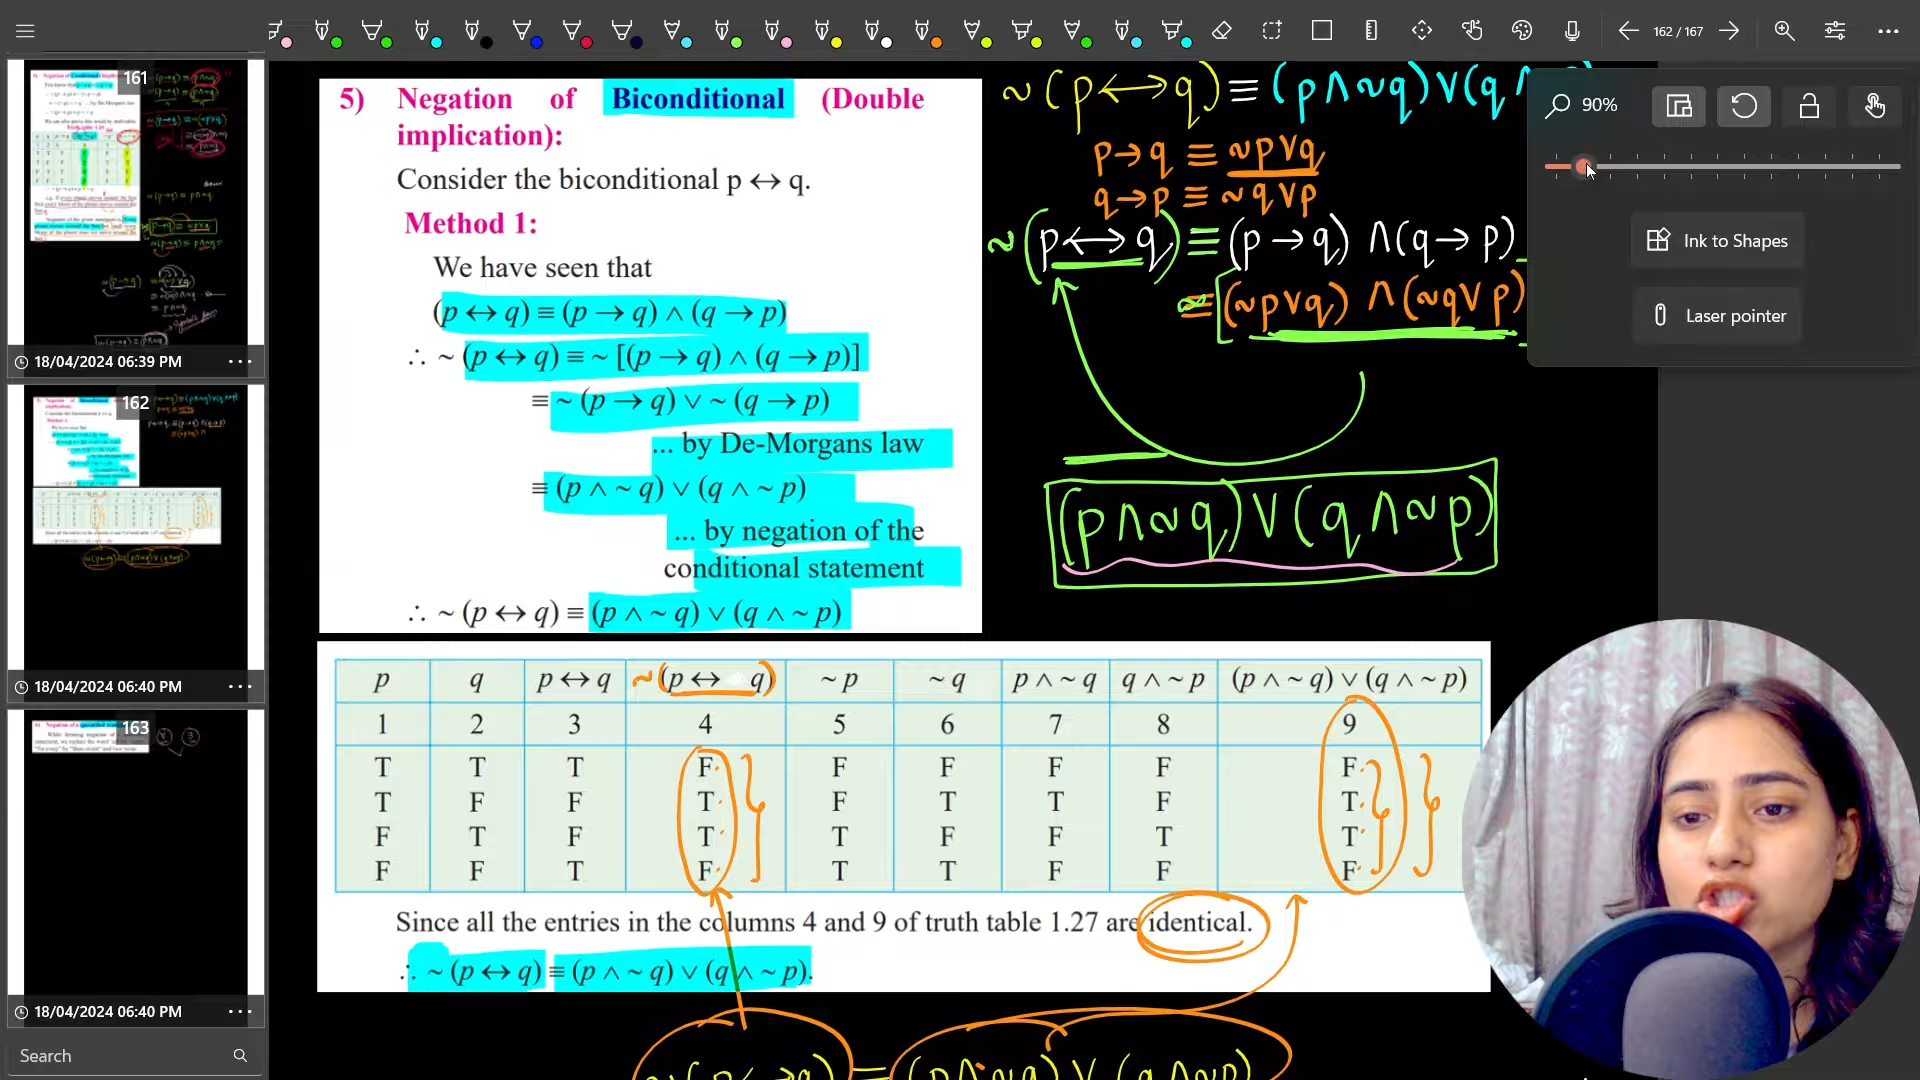 162 / 167
161
18/04/2024 06:39 PM
162
18/04/2024 06:40 PM
163
18/04/2024 06:40 PM
Search
90%
Ink to Shapes
Laser pointer
5) Negation of Biconditional (Double
implication):
Consider the biconditional p ↔ q.
Method 1:
We have seen that
(p ↔ q) ≡ (p → q) ∧ (q → p)
∴ ~ (p ↔ q) ≡ ~ [(p → q) ∧ (q → p)]
≡ ~ (p → q) ∨ ~ (q → p)
... by De-Morgans law
≡ (p ∧ ~ q) ∨ (q ∧ ~ p)
... by negation of the
conditional statement
∴ ~ (p ↔ q) ≡ (p ∧ ~ q) ∨ (q ∧ ~ p)
~(p↔q) ≡ (p∧~q)∨(q∧
p→q ≡ ~p∨q
q→p ≡ ~q∨p
~(p↔q) ≡ (p→q) ∧(q→p)
≡ (~p∨q) ∧(~q∨p)
(p∧~q)∨(q∧~p)
p q p↔q ~(p↔ q) ~p ~q p∧~q q∧~p (p∧~q)∨(q∧~p)
1 2 3 4 5 6 7 8 9
T T T F F F F F F
T F F T F T T F T
F T F T T F F T T
F F T F T T F F F
Since all the entries in the columns 4 and 9 of truth table 1.27 are identical.
∴ ~ (p ↔ q) ≡ (p ∧ ~ q) ∨ (q ∧ ~ p).
~(p↔q) ≡ (p∧~q)∨(q∧~p)